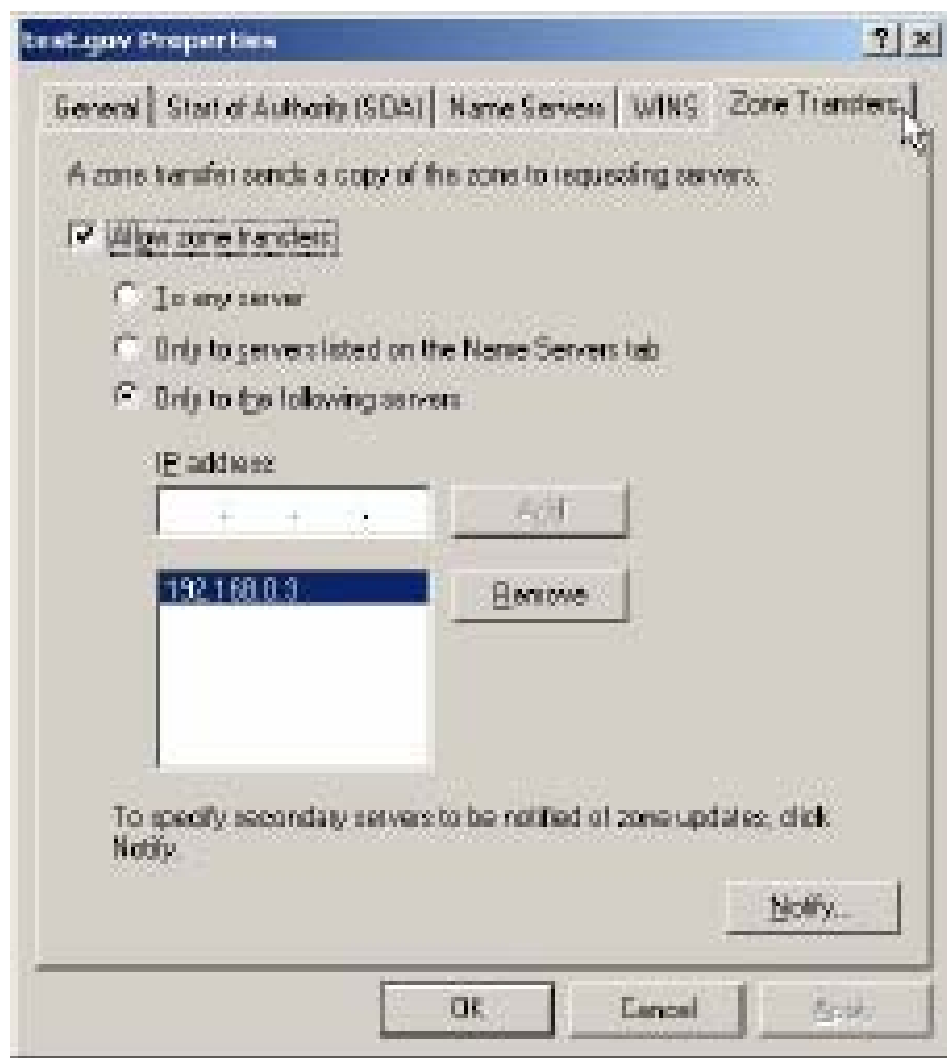 test.gov Properties
General Start of Authority (SOA) Name Servers WINS Zone Transfers
A zone transfer sends a copy of the zone to requesting servers.
Allow zone transfers:
To any server
Only to servers listed on the Name Servers tab
Only to the following servers
IP address:
Add
192.168.0.3
Remove
To specify secondary servers to be notified of zone updates, click
Notify.
Notify...
OK Cancel Apply